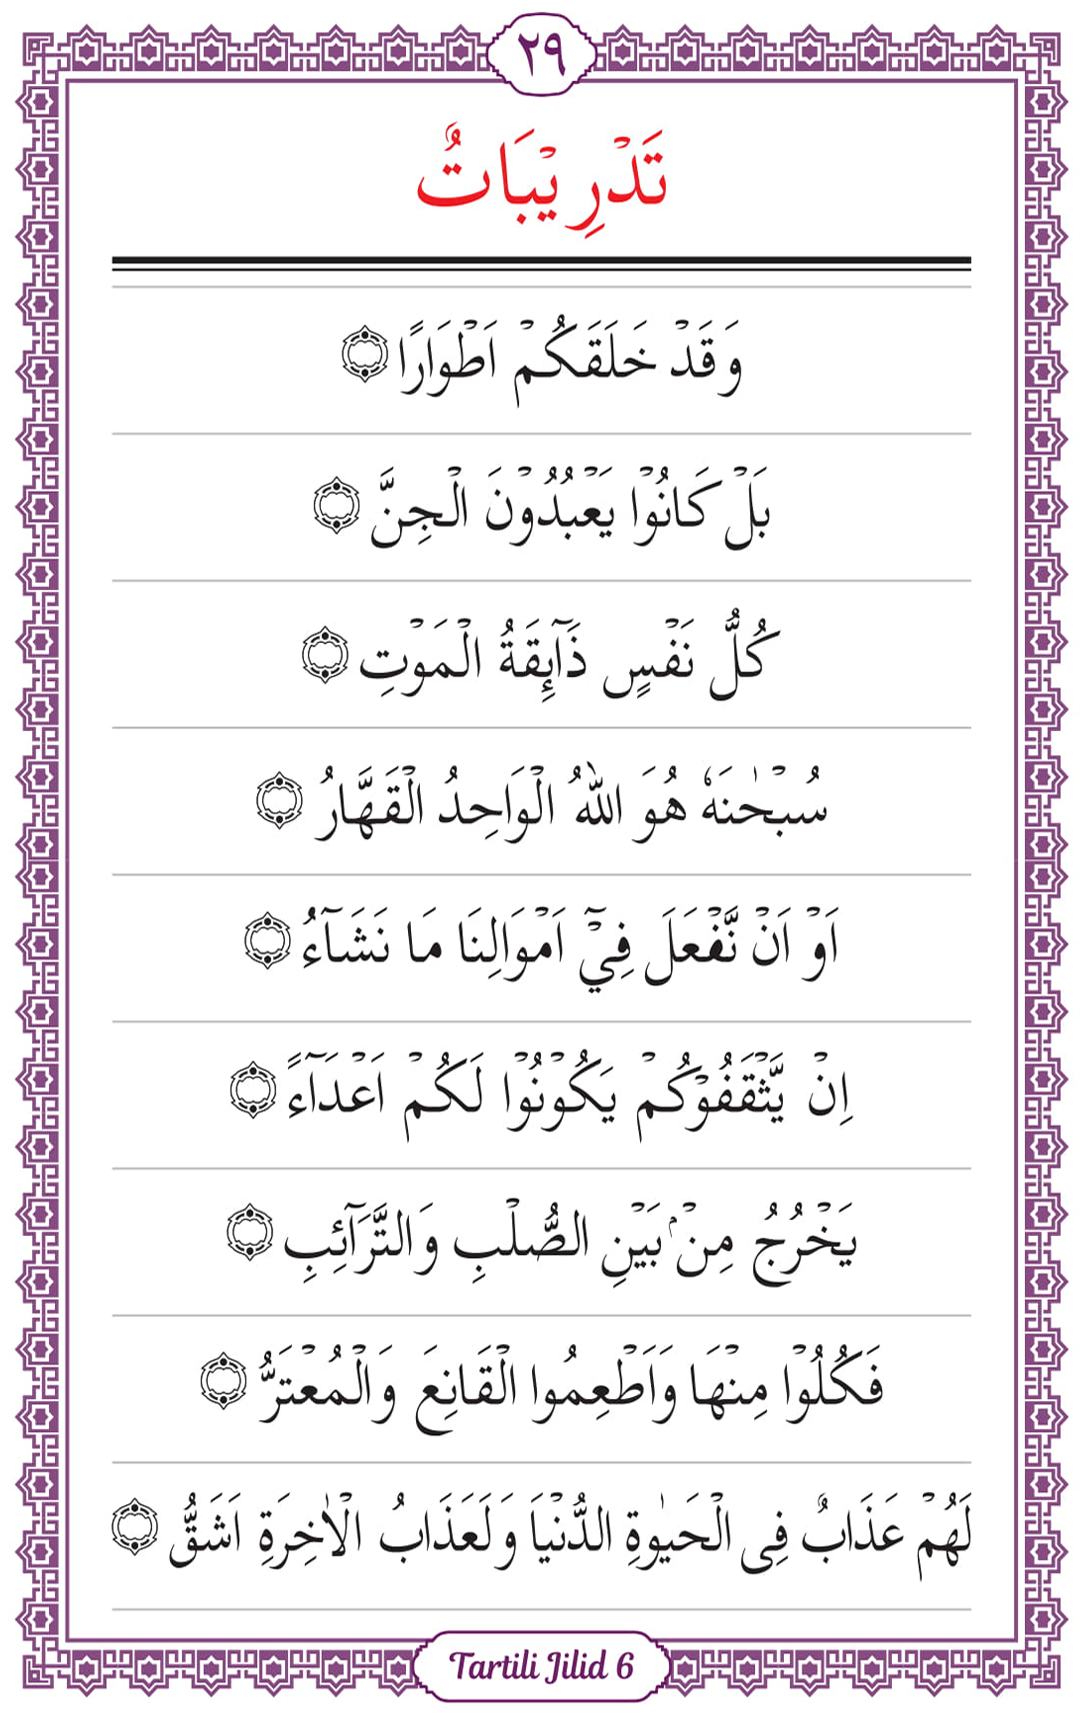 ٢٩
تَدْرِيْبَاتٌ
وَقَدْ خَلَقَكُمْ اَطْوَارًا ۝
بَلْ كَانُوْا يَعْبُدُوْنَ الْجِنَّ ۝
كُلُّ نَفْسٍ ذَآئِقَةُ الْمَوْتِ ۝
سُبْحٰنَهٗ هُوَ اللّٰهُ الْوَاحِدُ الْقَهَّارُ ۝
اَوْ اَنْ نَّفْعَلَ فِيْٓ اَمْوَالِنَا مَا نَشَآءُ ۝
اِنْ يَّثْقَفُوْكُمْ يَكُوْنُوْا لَكُمْ اَعْدَآءً ۝
يَخْرُجُ مِنْۢ بَيْنِ الصُّلْبِ وَالتَّرَآئِبِ ۝
فَكُلُوْا مِنْهَا وَاَطْعِمُوا الْقَانِعَ وَالْمُعْتَرُّ ۝
لَهُمْ عَذَابٌ فِى الْحَيٰوةِ الدُّنْيَا وَلَعَذَابُ الْاٰخِرَةِ اَشَقُّ ۝
Tartili Jilid 6